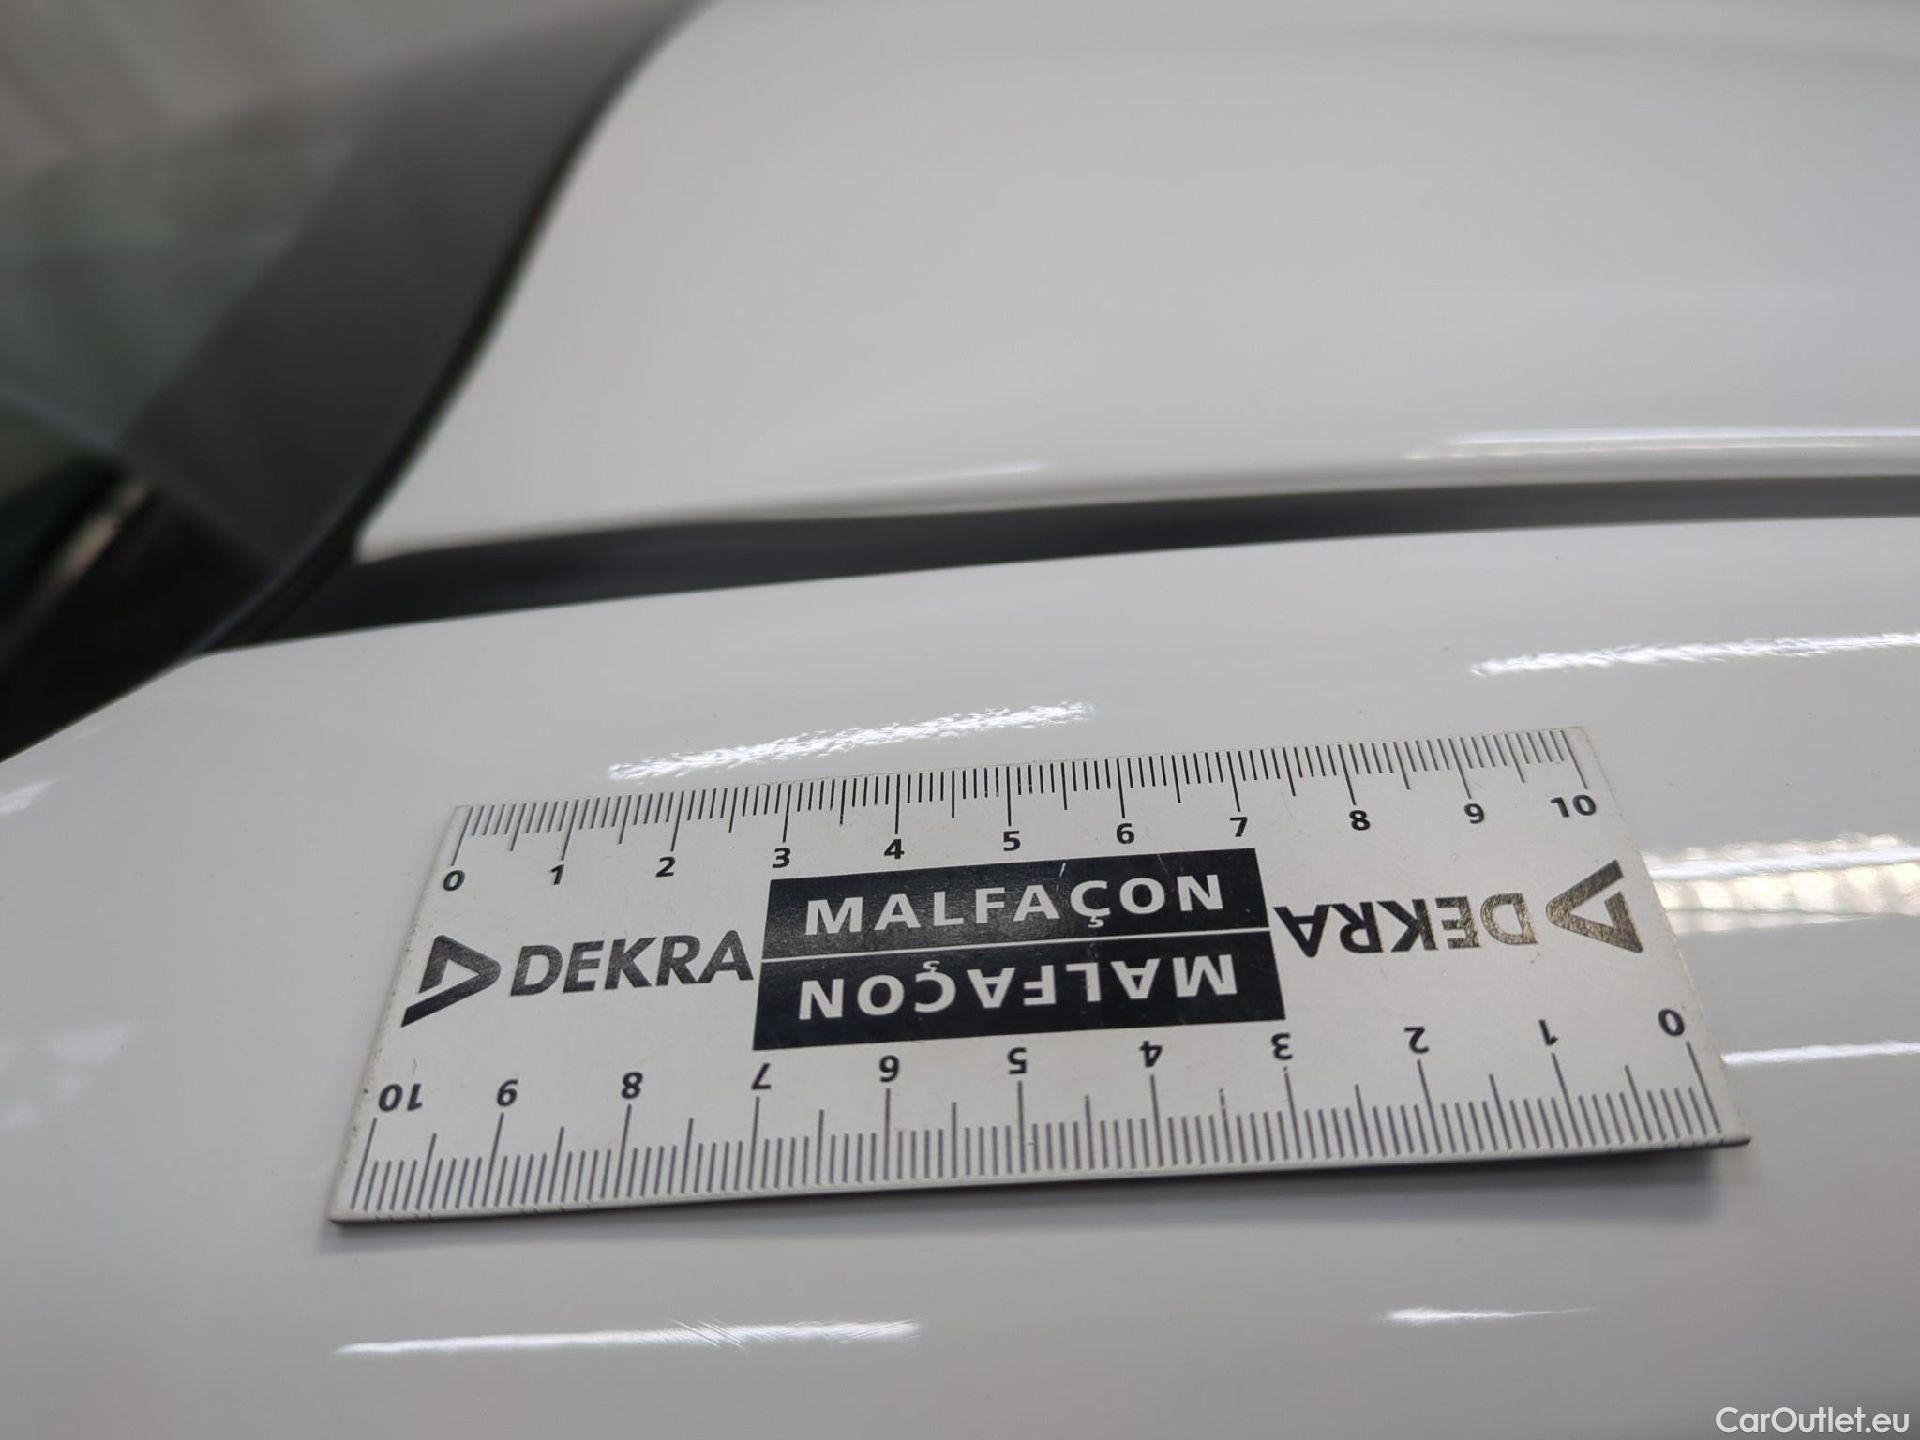 0 1 2 3 4 5 6 7 8 9 10
DEKRA MALFAÇON DEKRA
MALFAÇON
10 9 8 7 6 5 4 3 2 1 0
CarOutlet.eu